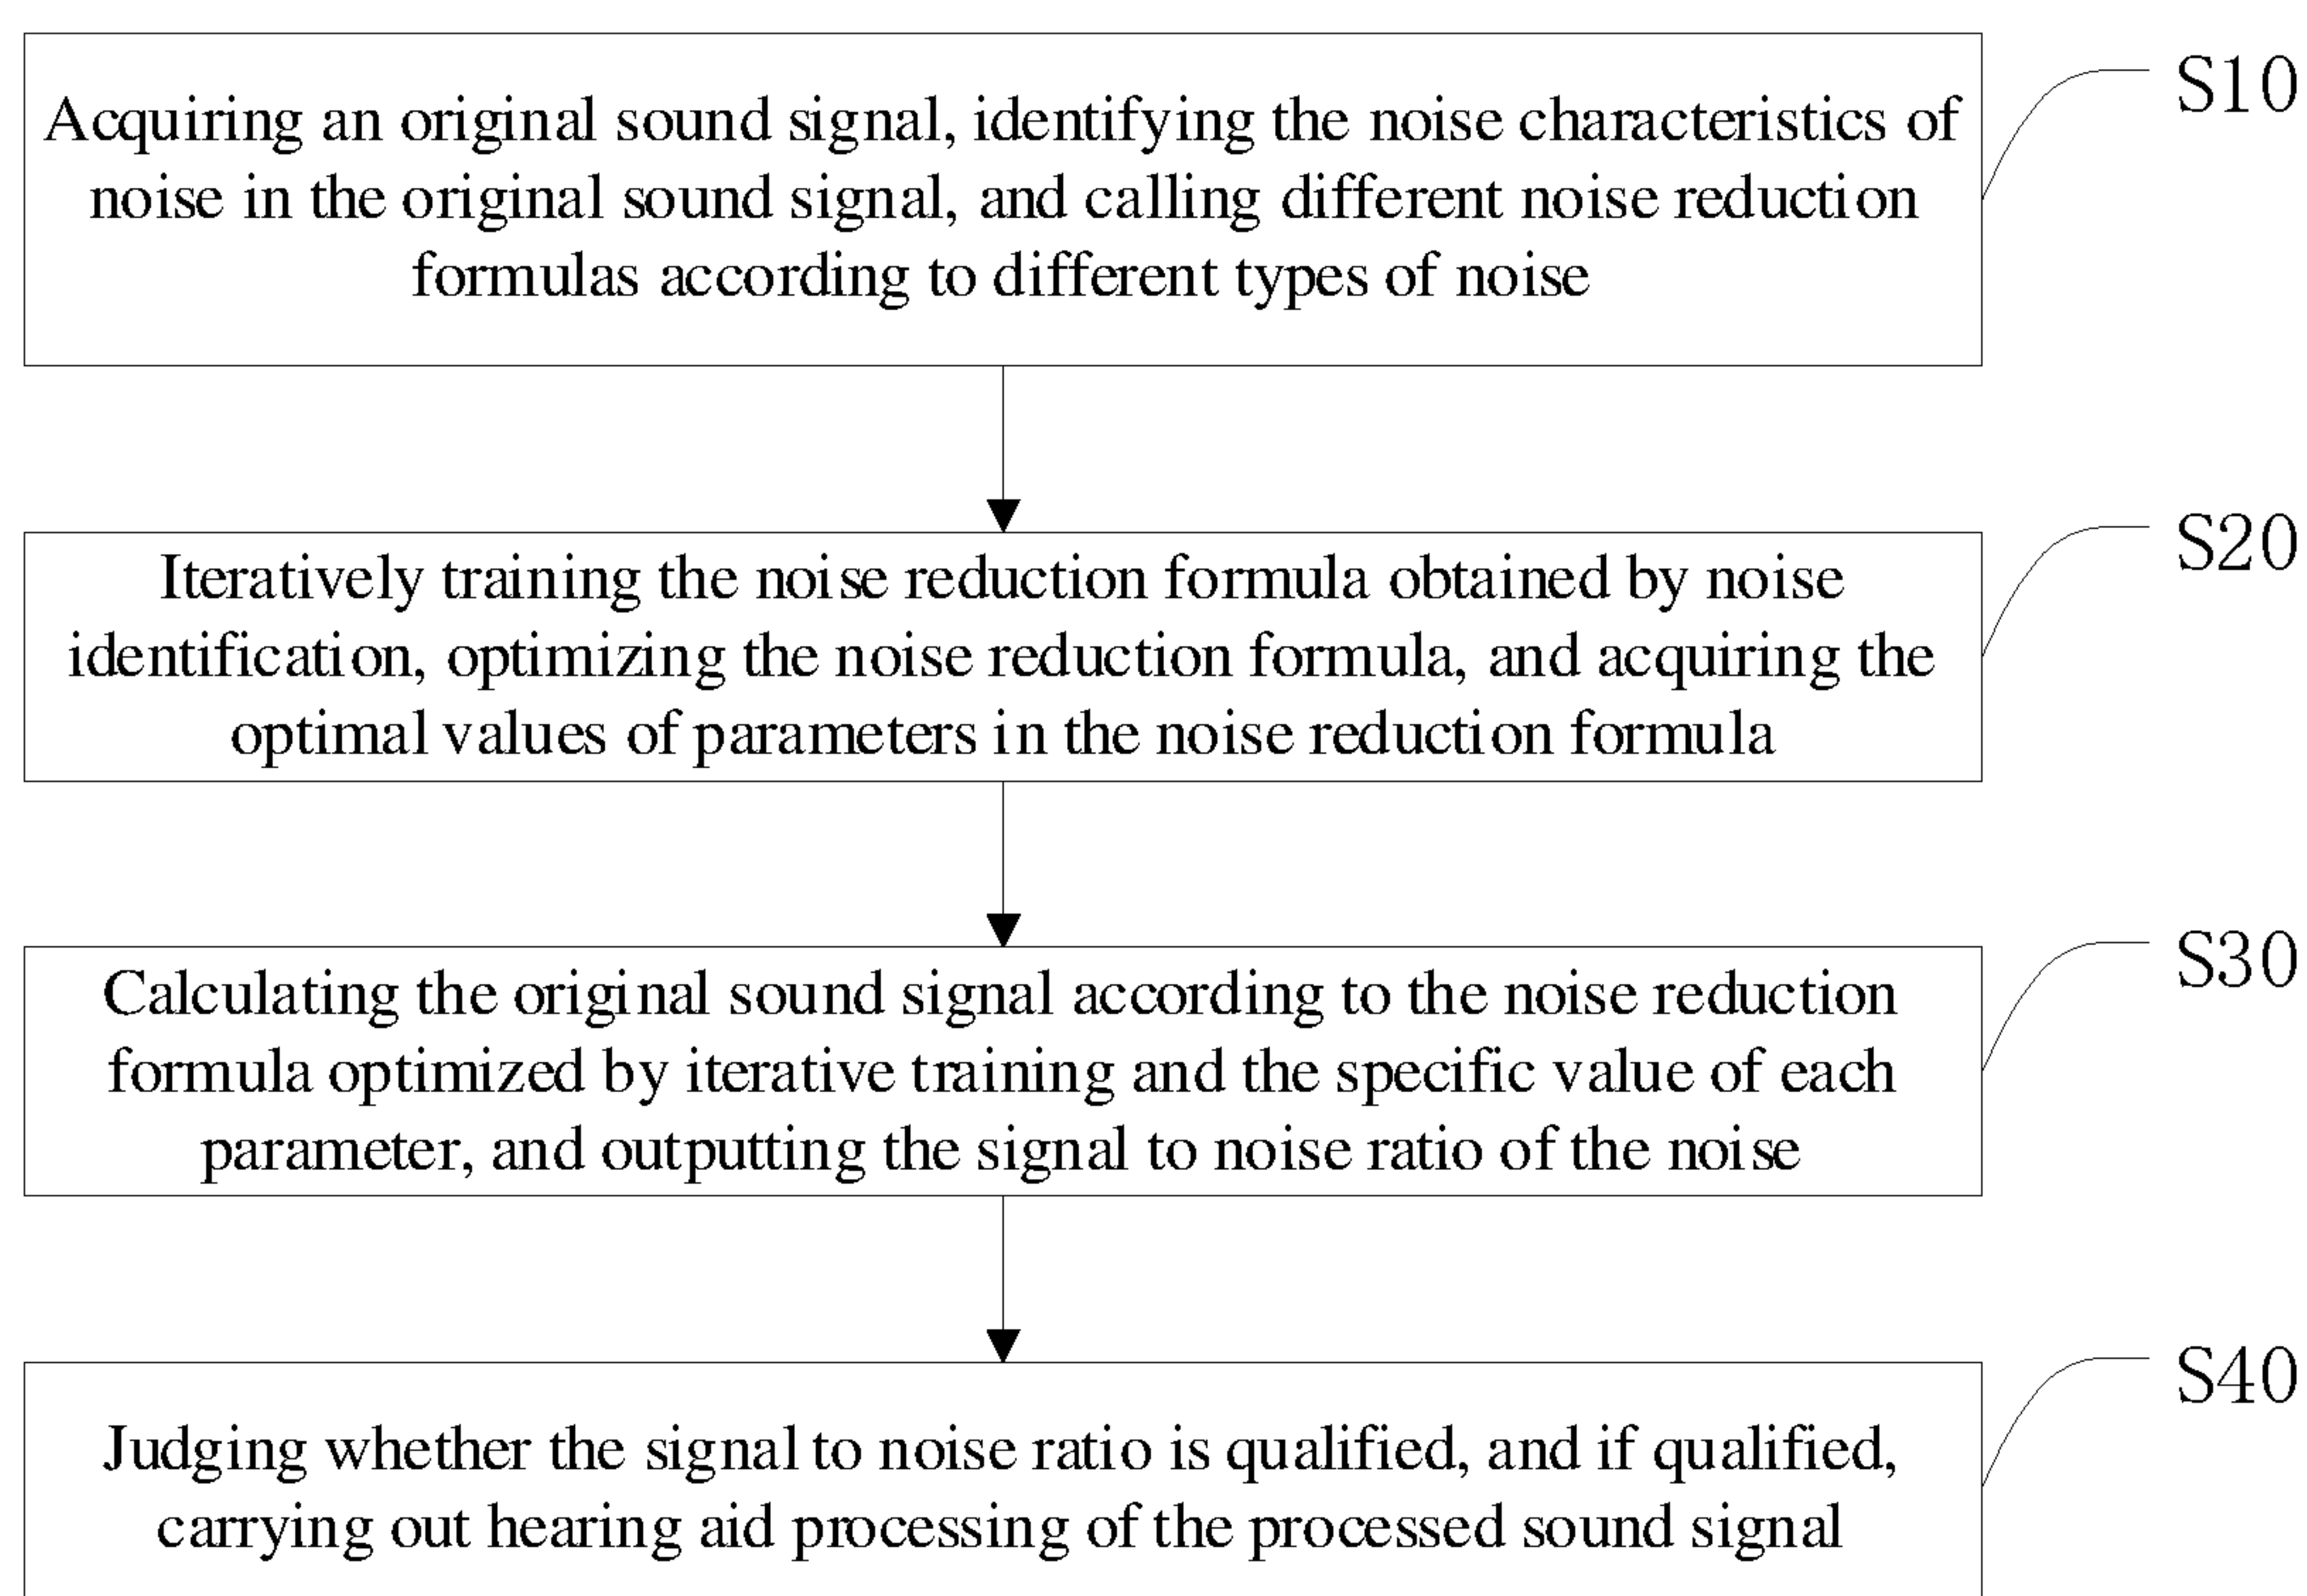 Acquiring an original sound signal, identifying the noise characteristics of
noise in the original sound signal, and calling different noise reduction
formulas according to different types of noise
S10
Iteratively training the noise reduction formula obtained by noise
identification, optimizing the noise reduction formula, and acquiring the
optimal values of parameters in the noise reduction formula
S20
Calculating the original sound signal according to the noise reduction
formula optimized by iterative training and the specific value of each
parameter, and outputting the signal to noise ratio of the noise
S30
Judging whether the signal to noise ratio is qualified, and if qualified,
carrying out hearing aid processing of the processed sound signal
S40